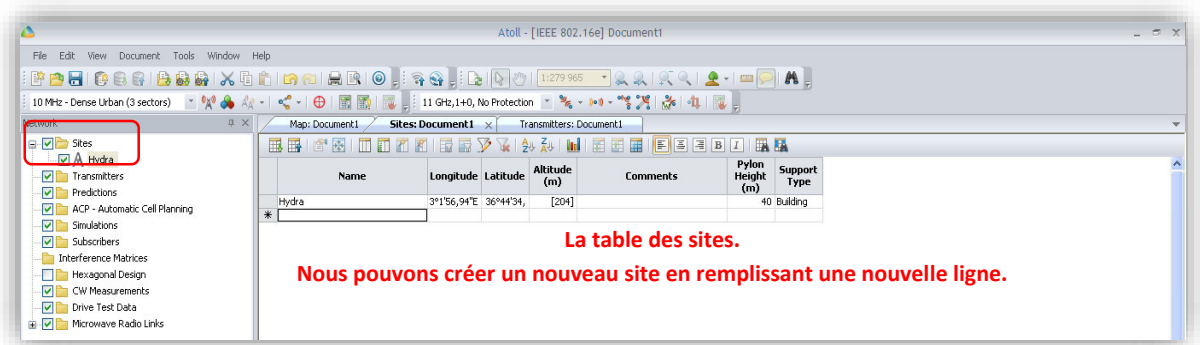 Atoll - [IEEE 802.16e] Document1
File Edit View Document Tools Window Help
1:279 965
10 MHz - Dense Urban (3 sectors) 11 GHz,1+0, No Protection
Network Map: Document1 Sites: Document1 Transmitters: Document1
Sites
Hydra
Transmitters
Predictions
ACP - Automatic Cell Planning
Simulations
Subscribers
Interference Matrices
Hexagonal Design
CW Measurements
Drive Test Data
Microwave Radio Links
B I
Name Longitude Latitude Altitude (m) Comments Pylon Height (m) Support Type
Hydra 3°1'56,94"E 36°44'34, [204] 40 Building
La table des sites.
Nous pouvons créer un nouveau site en remplissant une nouvelle ligne.